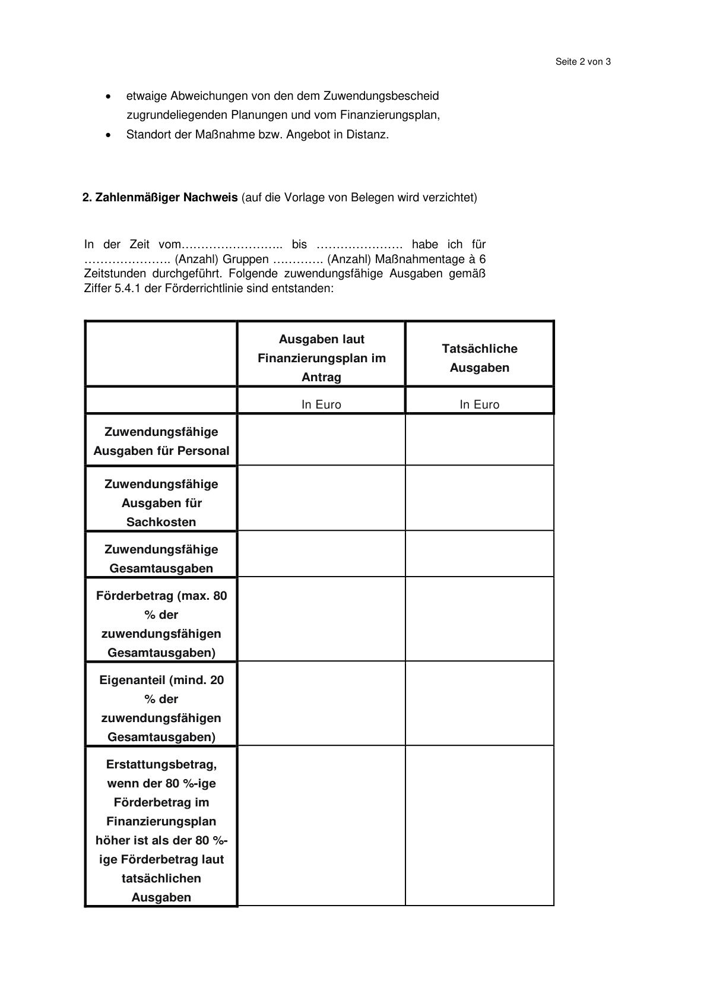 Seite 2 von 3
• etwaige Abweichungen von den dem Zuwendungsbescheid
zugrundeliegenden Planungen und vom Finanzierungsplan,
• Standort der Maßnahme bzw. Angebot in Distanz.
2. Zahlenmäßiger Nachweis (auf die Vorlage von Belegen wird verzichtet)
In der Zeit vom…………………….. bis …………………. habe ich für
…………………. (Anzahl) Gruppen …………. (Anzahl) Maßnahmentage à 6
Zeitstunden durchgeführt. Folgende zuwendungsfähige Ausgaben gemäß
Ziffer 5.4.1 der Förderrichtlinie sind entstanden:
Ausgaben laut
Finanzierungsplan im
Antrag
Tatsächliche
Ausgaben
In Euro
In Euro
Zuwendungsfähige
Ausgaben für Personal
Zuwendungsfähige
Ausgaben für
Sachkosten
Zuwendungsfähige
Gesamtausgaben
Förderbetrag (max. 80
% der
zuwendungsfähigen
Gesamtausgaben)
Eigenanteil (mind. 20
% der
zuwendungsfähigen
Gesamtausgaben)
Erstattungsbetrag,
wenn der 80 %-ige
Förderbetrag im
Finanzierungsplan
höher ist als der 80 %-
ige Förderbetrag laut
tatsächlichen
Ausgaben